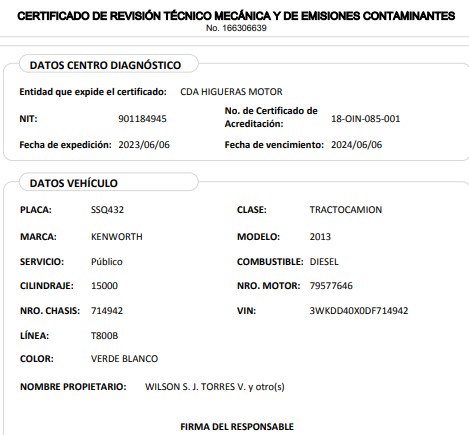 CERTIFICADO DE REVISIÓN TÉCNICO MECÁNICA Y DE EMISIONES CONTAMINANTES
No. 166306639
DATOS CENTRO DIAGNÓSTICO
Entidad que expide el certificado: CDA HIGUERAS MOTOR
NIT: 901184945 No. de Certificado de Acreditación: 18-OIN-085-001
Fecha de expedición: 2023/06/06 Fecha de vencimiento: 2024/06/06
DATOS VEHÍCULO
PLACA: SSQ432 CLASE: TRACTOCAMION
MARCA: KENWORTH MODELO: 2013
SERVICIO: Público COMBUSTIBLE: DIESEL
CILINDRAJE: 15000 NRO. MOTOR: 79577646
NRO. CHASIS: 714942 VIN: 3WKDD40X0DF714942
LÍNEA: T800B
COLOR: VERDE BLANCO
NOMBRE PROPIETARIO: WILSON S. J. TORRES V. y otro(s)
FIRMA DEL RESPONSABLE